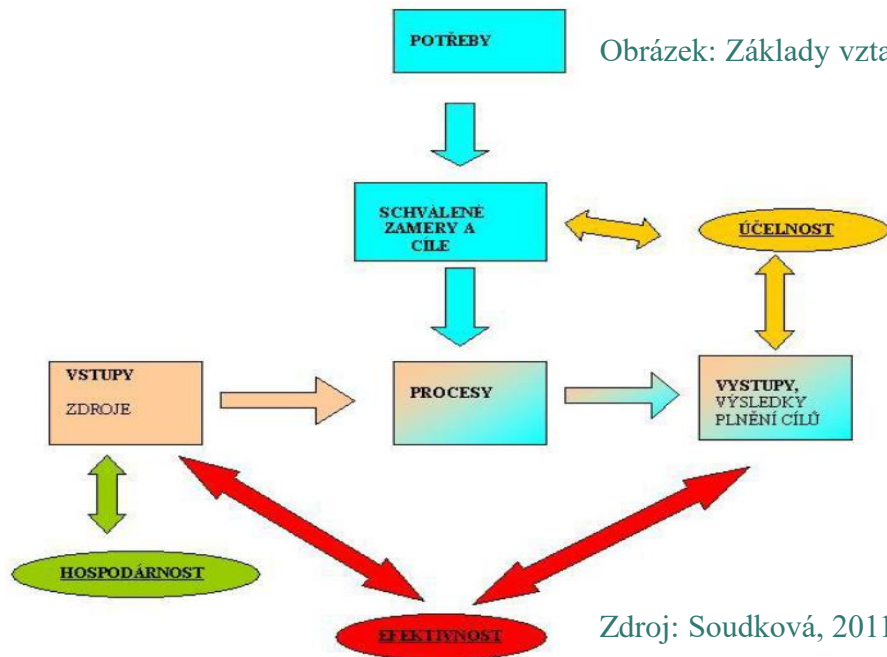 POTŘEBY
Obrázek: Základy vzta
SCHVÁLENÉ
ZAMERY A
CÍLE
ÚČELNOST
VSTUPY
ZDROJE
PROCESY
VYSTUPY,
VÝSLEDKY
PLNĚNÍ CÍLŮ
HOSPODÁRNOST
EFEKTIVNOST
Zdroj: Soudková, 2011